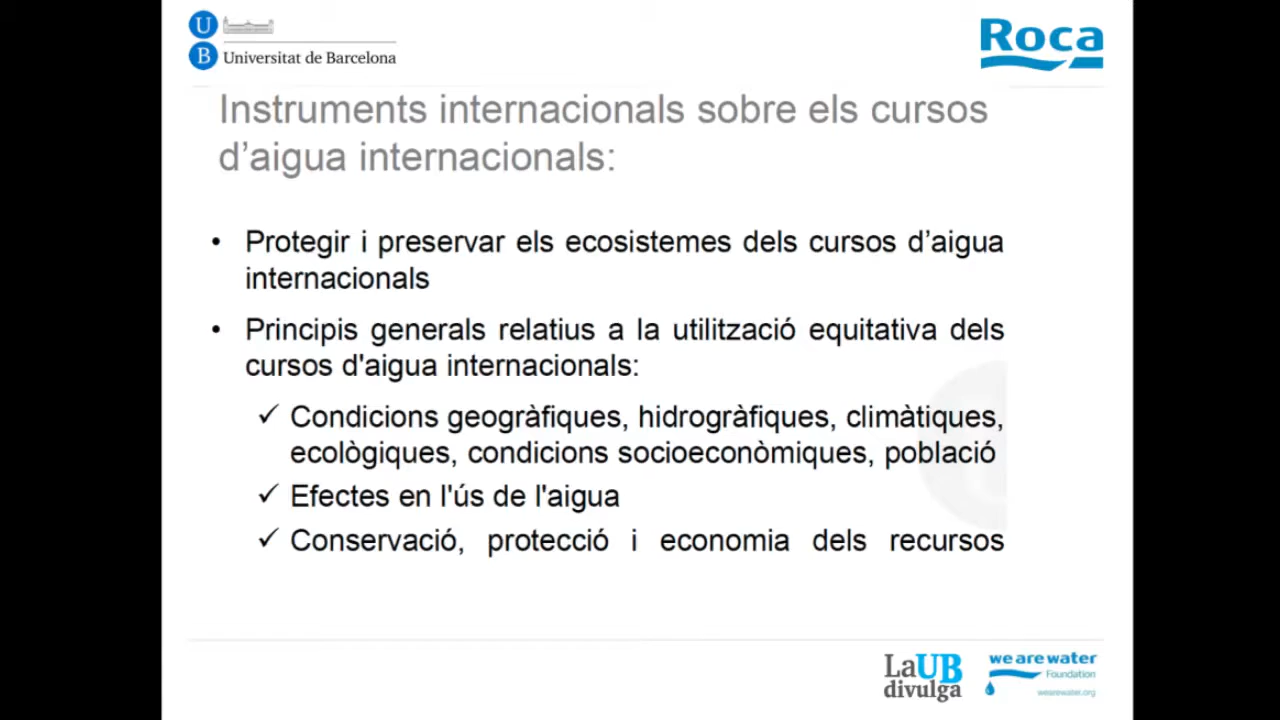 U
B Universitat de Barcelona
Roca
Instruments internacionals sobre els cursos
d’aigua internacionals:
• Protegir i preservar els ecosistemes dels cursos d’aigua
internacionals
• Principis generals relatius a la utilització equitativa dels
cursos d'aigua internacionals:
✓ Condicions geogràfiques, hidrogràfiques, climàtiques,
ecològiques, condicions socioeconòmiques, població
✓ Efectes en l'ús de l'aigua
✓ Conservació, protecció i economia dels recursos
La UB
divulga
we are water
Foundation
wearewater.org